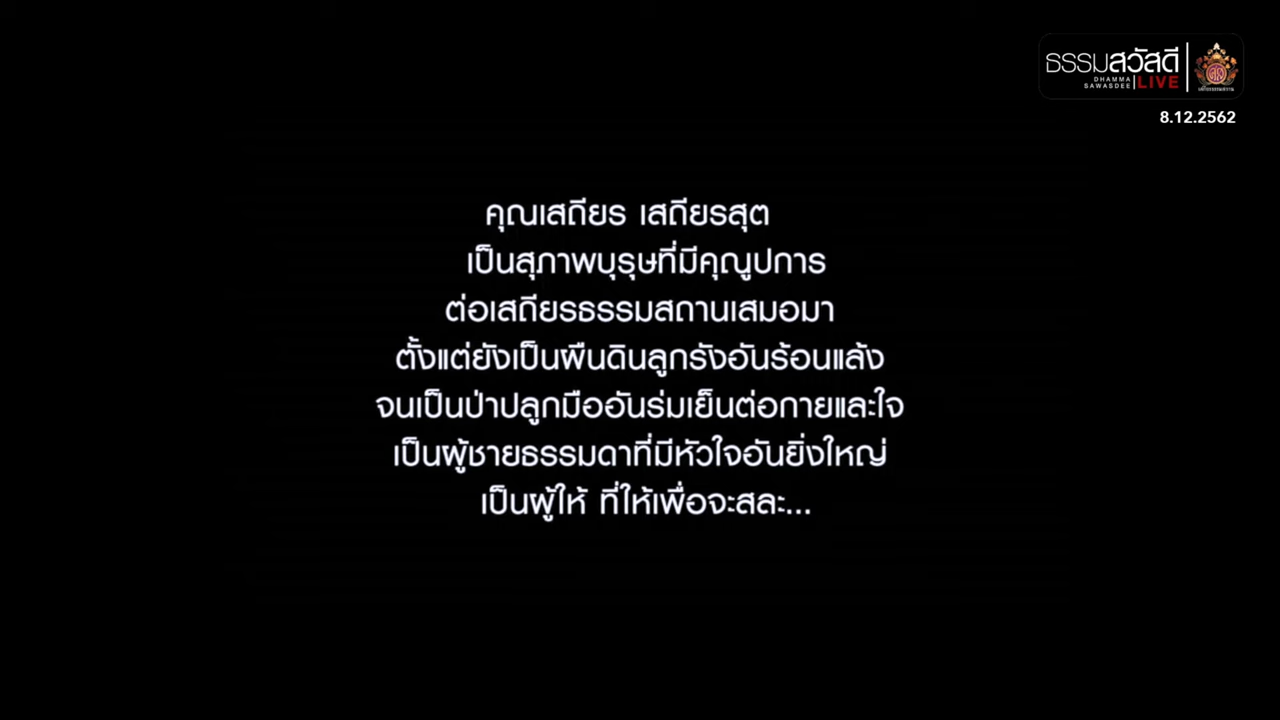 ธรรมสวัสดี
DHAMMA
SAWASDEE LIVE
8.12.2562
คุณเสถียร เสถียรสุต
เป็นสุภาพบุรุษที่มีคุณูปการ
ต่อเสถียรธรรมสถานเสมอมา
ตั้งแต่ยังเป็นผืนดินลูกรังอันร้อนแล้ง
จนเป็นป่าปลูกมืออันร่มเย็นต่อกายและใจ
เป็นผู้ชายธรรมดาที่มีหัวใจอันยิ่งใหญ่
เป็นผู้ให้ ที่ให้เพื่อจะสละ...